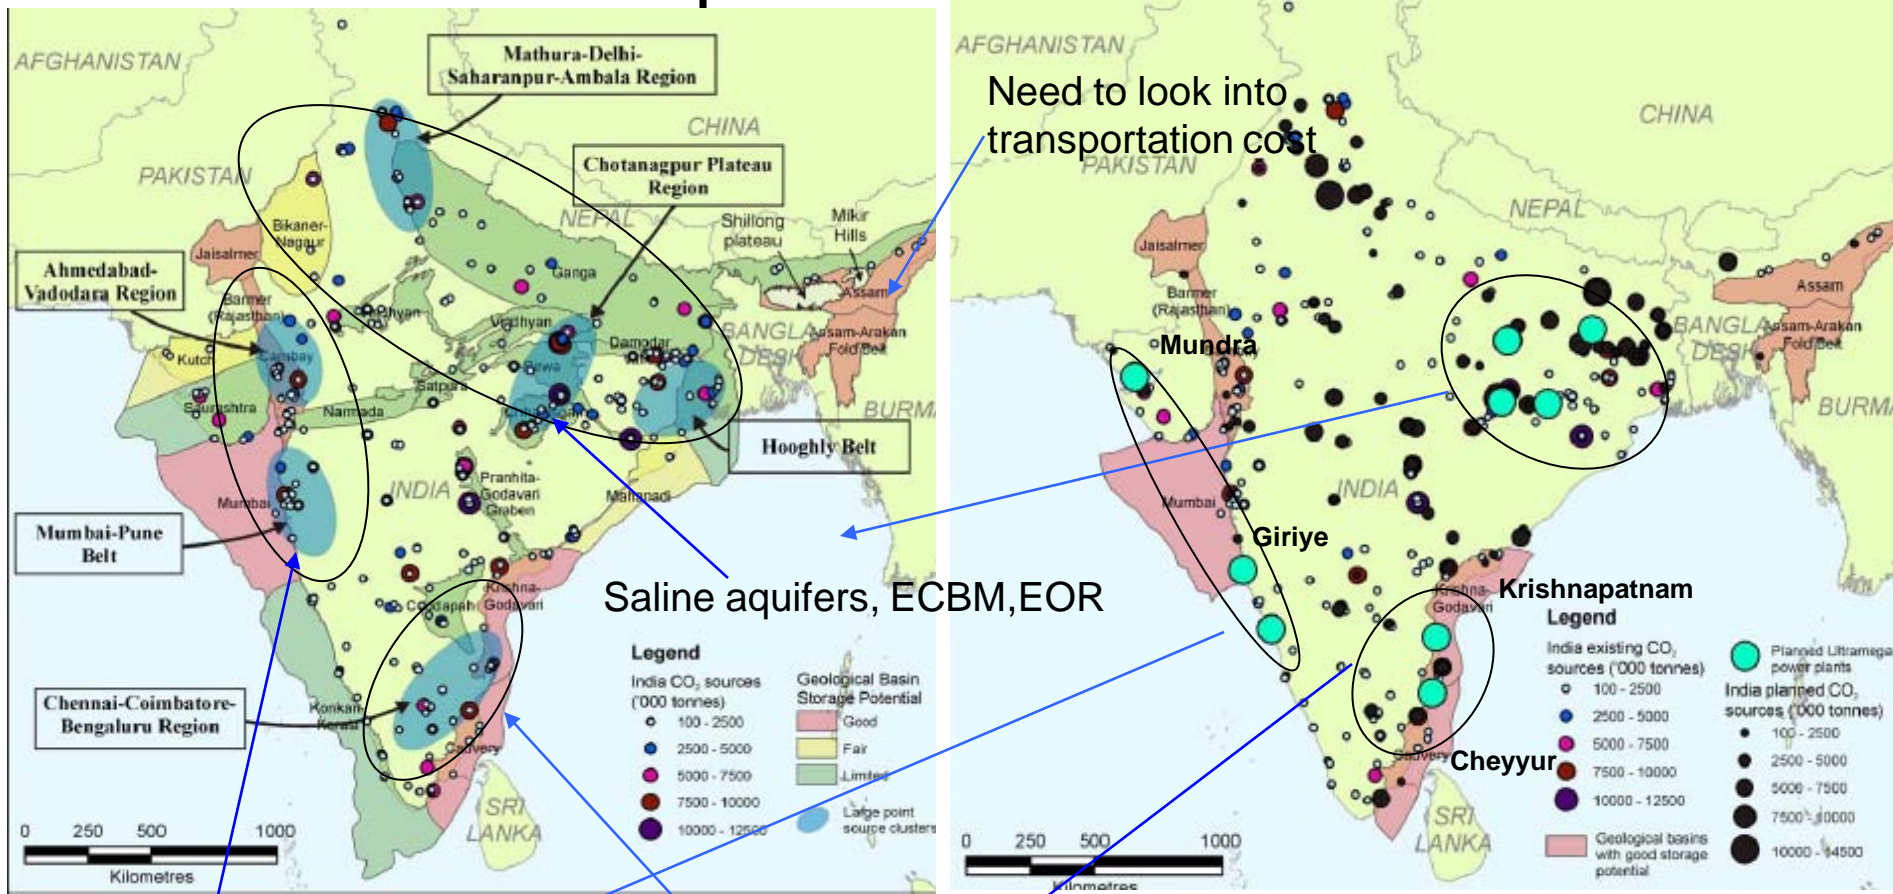 AFGHANISTAN
Mathura-Delhi-
Saharanpur-Ambala Region
CHINA
PAKISTAN
Chotanagpur Plateau
Region
NEPAL
Shillong
plateau
Mikir
Hills
Bikaner-
Nagaur
Jaisalmer
Ahmedabad-
Vadodara Region
Barmer
(Rajasthan)
Ganga
Assam
Vindhyan
BANGLA
DESH
Assam-Arakan
Fold Belt
Kutch
Cambay
Damodar
Satpura
Saurashtra
Narmada
BURMA
Hooghly Belt
Mumbai
INDIA
Pranhita-
Godavari
Graben
Mahanadi
Mumbai-Pune
Belt
Cuddapah
Krishna-
Godavari
Saline aquifers, ECBM,EOR
Chennai-Coimbatore-
Bengaluru Region
Konkan-
Kerala
Cauvery
SRI
LANKA
Legend
India CO2 sources
('000 tonnes)
100 - 2500
2500 - 5000
5000 - 7500
7500 - 10000
10000 - 12500
Geological Basin
Storage Potential
Good
Fair
Limited
Large point
source clusters
0 250 500 1000
Kilometres
AFGHANISTAN
Need to look into
transportation cost
CHINA
PAKISTAN
NEPAL
Jaisalmer
Barmer
(Rajasthan)
Assam
BANGLA
DESH
Assam-Arakan
Fold Belt
Mundra
BURMA
Mumbai
INDIA
Giriye
Krishna-
Godavari
Krishnapatnam
Cauvery
Cheyyur
SRI
LANKA
Legend
India existing CO2
sources ('000 tonnes)
100 - 2500
2500 - 5000
5000 - 7500
7500 - 10000
10000 - 12500
Geological basins
with good storage
potential
Planned Ultramega
power plants
India planned CO2
sources ('000 tonnes)
100 - 2500
2500 - 5000
5000 - 7500
7500 - 10000
10000 - 14500
0 250 500 1000
Kilometres